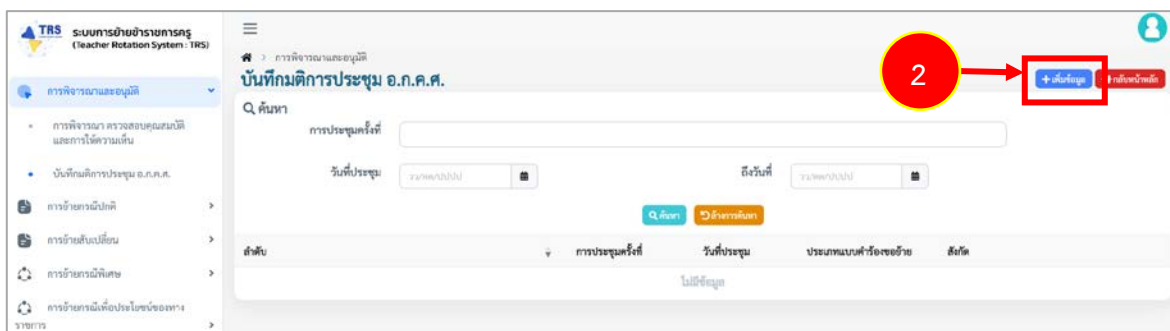 TRS ระบบการย้ายข้าราชการครู
(Teacher Rotation System : TRS)
การพิจารณาและอนุมัติ
การพิจารณา ตรวจสอบคุณสมบัติ
และการให้ความเห็น
บันทึกมติการประชุม อ.ก.ค.ศ.
การย้ายกรณีปกติ
การย้ายสับเปลี่ยน
การย้ายกรณีพิเศษ
การย้ายกรณีเพื่อประโยชน์ของทาง
ราชการ
การพิจารณาและอนุมัติ
บันทึกมติการประชุม อ.ก.ค.ศ.
2
+เพิ่มข้อมูล
กลับหน้าหลัก
ค้นหา
การประชุมครั้งที่
วันที่ประชุม
วว/ดด/ปปปป
ถึงวันที่
วว/ดด/ปปปป
ค้นหา
ล้างการค้นหา
ลำดับ การประชุมครั้งที่ วันที่ประชุม ประเภทแบบคำร้องขอย้าย สังกัด
ไม่มีข้อมูล